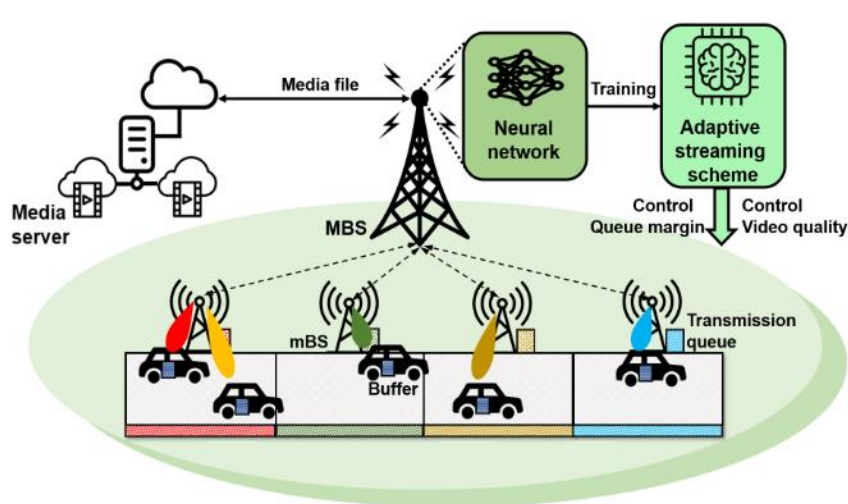 Media file
Neural
network
Training
Adaptive
streaming
scheme
Media
server
MBS
Control
Queue margin
Control
Video quality
mBS
Buffer
Transmission
queue